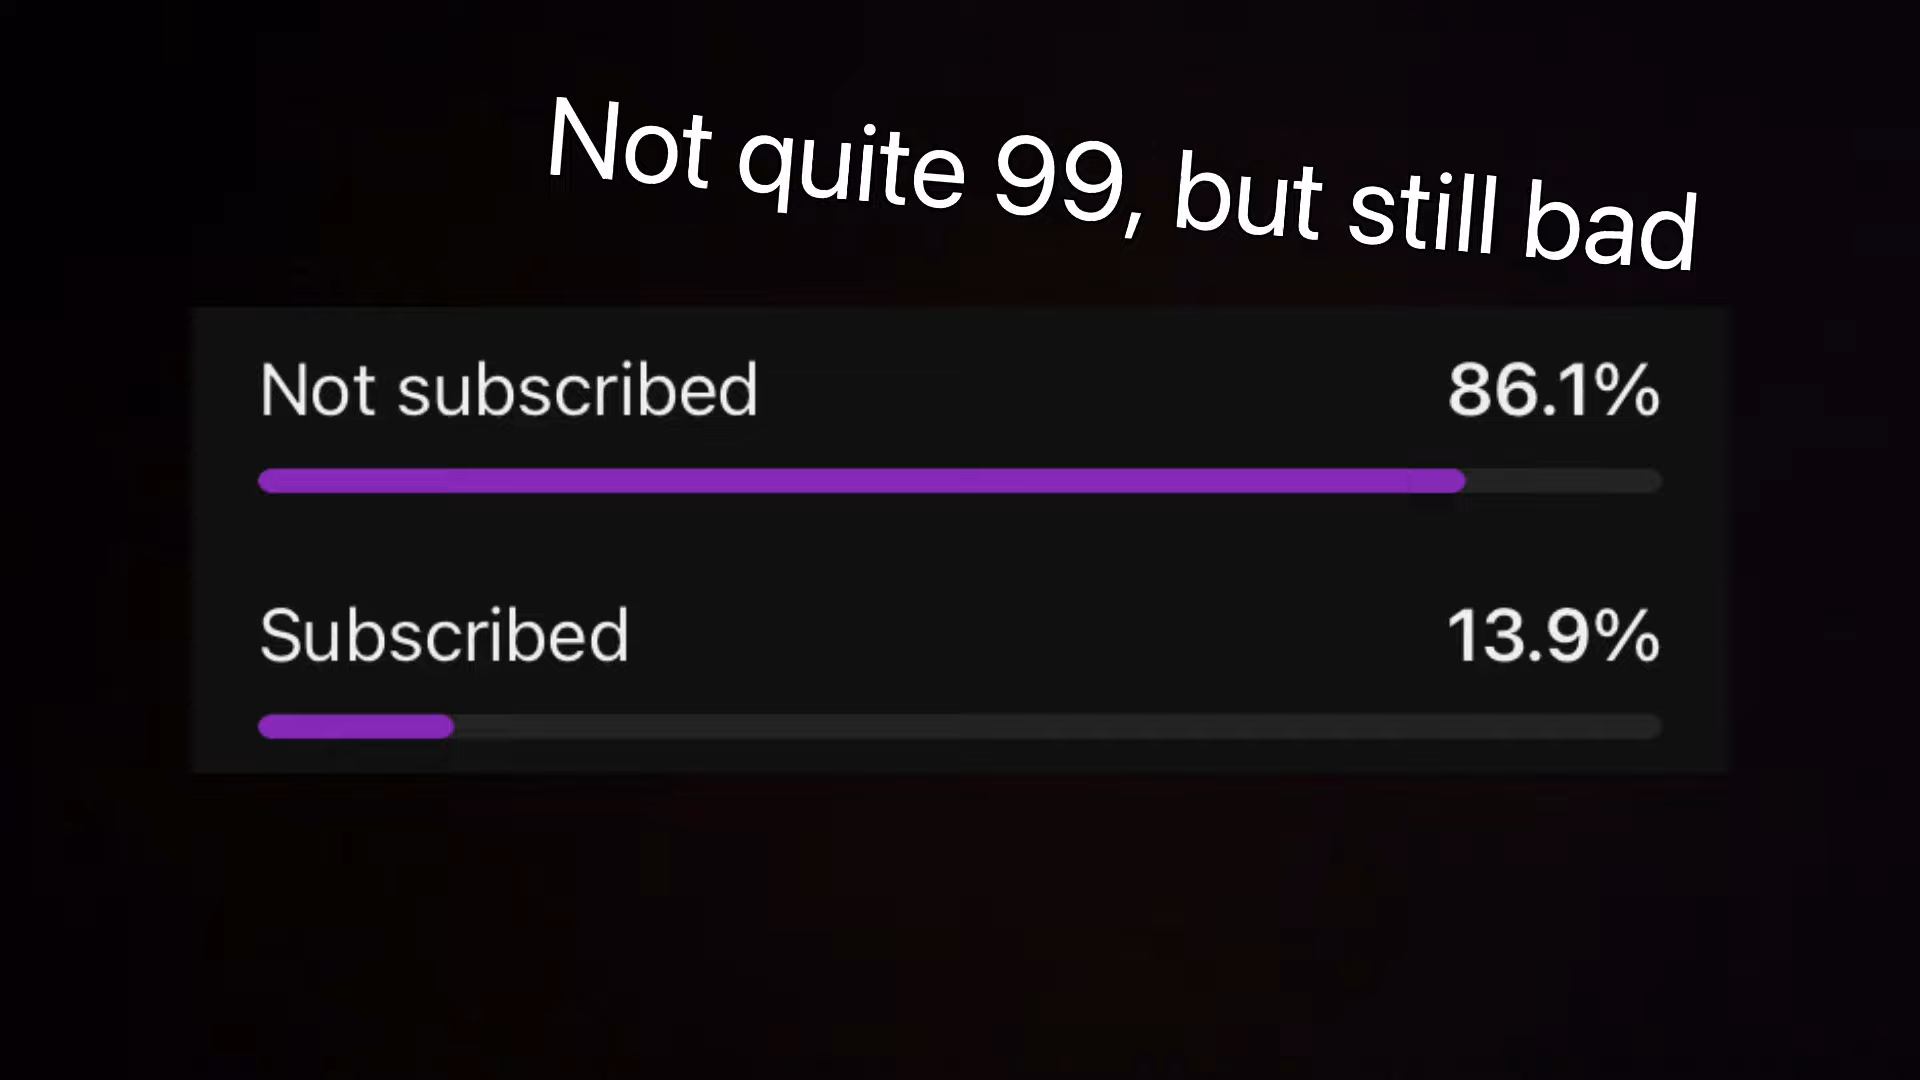 Not quite 99, but still bad
Not subscribed 86.1%
Subscribed 13.9%